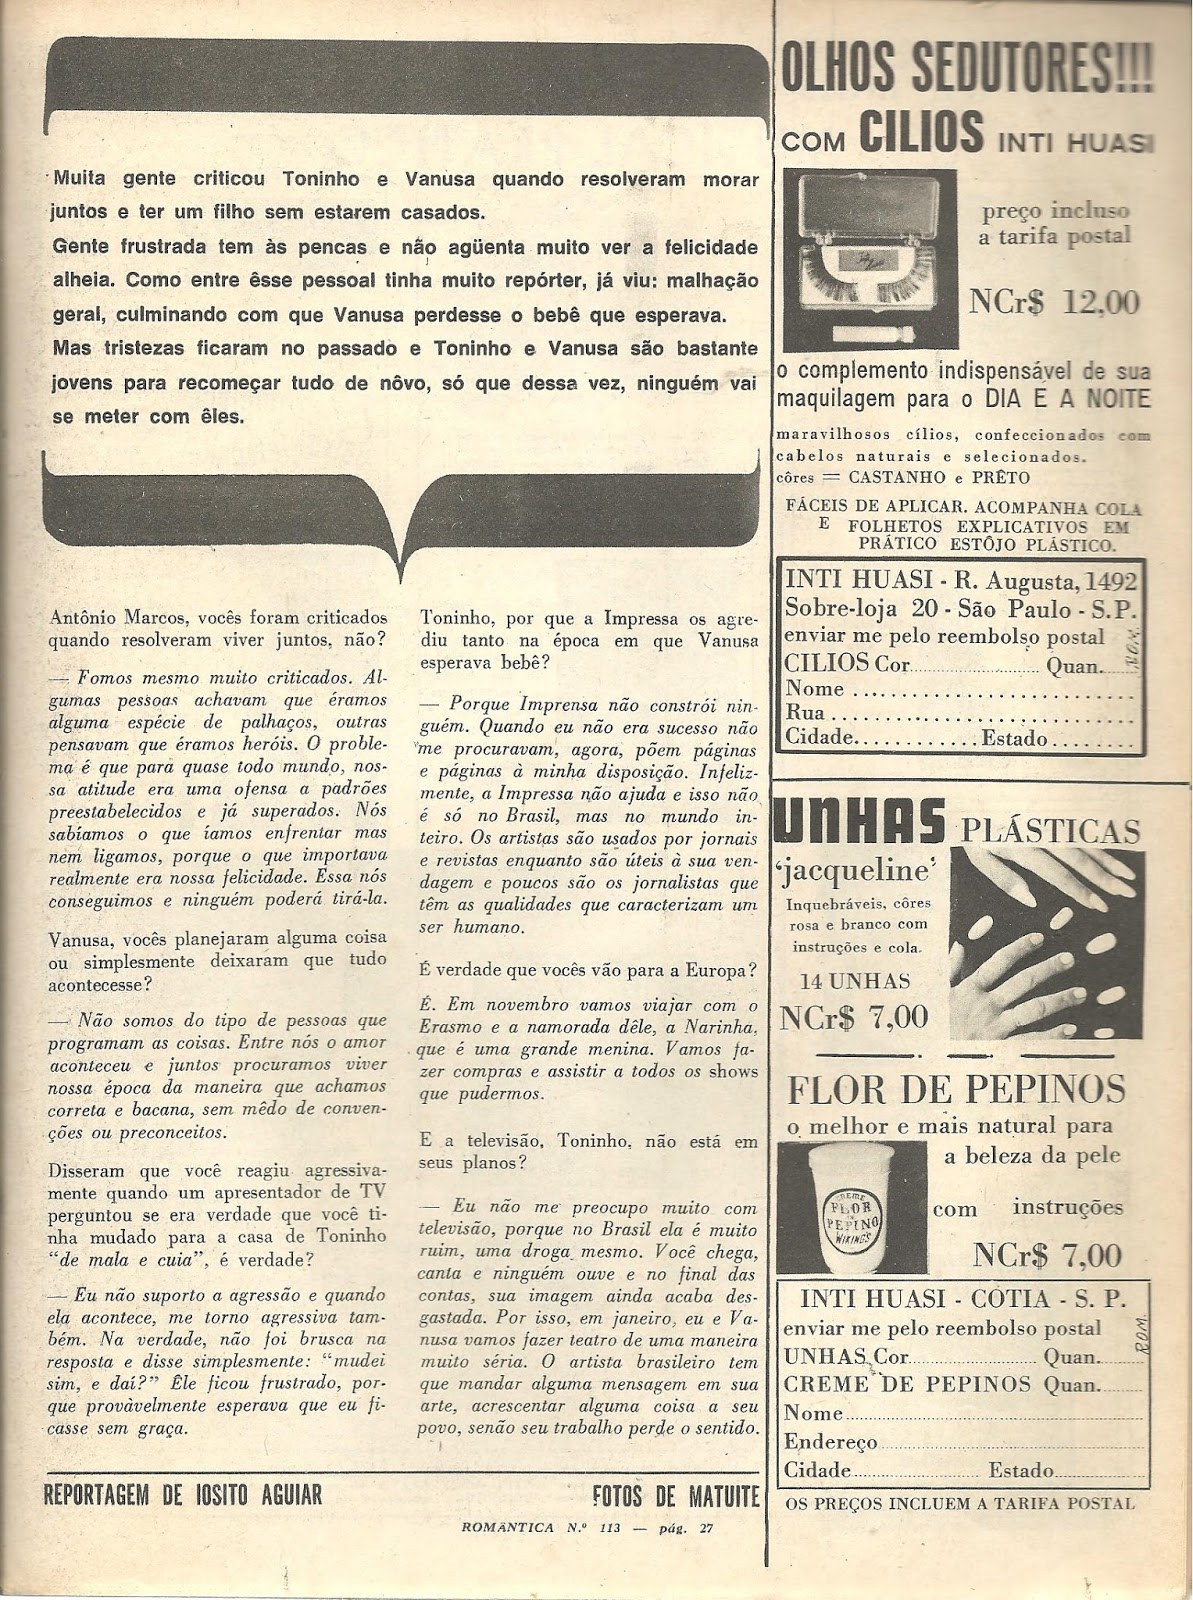 Muita gente criticou Toninho e Vanusa quando resolveram morar
juntos e ter um filho sem estarem casados.
Gente frustrada tem às pencas e não agüenta muito ver a felicidade
alheia. Como entre êsse pessoal tinha muito repórter, já viu: malhação
geral, culminando com que Vanusa perdesse o bebê que esperava.
Mas tristezas ficaram no passado e Toninho e Vanusa são bastante
jovens para recomeçar tudo de nôvo, só que dessa vez, ninguém vai
se meter com êles.
Antônio Marcos, vocês foram criticados
quando resolveram viver juntos, não?
— Fomos mesmo muito criticados. Al-
gumas pessoas achavam que éramos
alguma espécie de palhaços, outras
pensavam que éramos heróis. O proble-
ma é que para quase todo mundo, nos-
sa atitude era uma ofensa a padrões
preestabelecidos e já superados. Nós
sabíamos o que íamos enfrentar mas
nem ligamos, porque o que importava
realmente era nossa felicidade. Essa nós
conseguimos e ninguém poderá tirá-la.
Vanusa, vocês planejaram alguma coisa
ou simplesmente deixaram que tudo
acontecesse?
— Não somos do tipo de pessoas que
programam as coisas. Entre nós o amor
aconteceu e juntos procuramos viver
nossa época da maneira que achamos
correta e bacana, sem mêdo de conven-
ções ou preconceitos.
Disseram que você reagiu agressiva-
mente quando um apresentador de TV
perguntou se era verdade que você ti-
nha mudado para a casa de Toninho
"de mala e cuia", é verdade?
— Eu não suporto a agressão e quando
ela acontece, me torno agressiva tam-
bém. Na verdade, não foi brusca na
resposta e disse simplesmente: "mudei
sim, e daí?" Êle ficou frustrado, por-
que provàvelmente esperava que eu fi-
casse sem graça.
Toninho, por que a Impressa os agre-
diu tanto na época em que Vanusa
esperava bebê?
— Porque Imprensa não constrói nin-
guém. Quando eu não era sucesso não
me procuravam, agora, põem páginas
e páginas à minha disposição. Infeliz-
mente, a Impressa não ajuda e isso não
é só no Brasil, mas no mundo in-
teiro. Os artistas são usados por jornais
e revistas enquanto são úteis à sua ven-
dagem e poucos são os jornalistas que
têm as qualidades que caracterizam um
ser humano.
É verdade que vocês vão para a Europa?
É. Em novembro vamos viajar com o
Erasmo e a namorada dêle, a Narinha,
que é uma grande menina. Vamos fa-
zer compras e assistir a todos os shows
que pudermos.
E a televisão, Toninho, não está em
seus planos?
— Eu não me preocupo muito com
televisão, porque no Brasil ela é muito
ruim, uma droga mesmo. Você chega,
canta e ninguém ouve e no final das
contas, sua imagem ainda acaba des-
gastada. Por isso, em janeiro, eu e Va-
nusa vamos fazer teatro de uma maneira
muito séria. O artista brasileiro tem
que mandar alguma mensagem em sua
arte, acrescentar alguma coisa a seu
povo, senão seu trabalho perde o sentido.
REPORTAGEM DE IOSITO AGUIAR
FOTOS DE MATUITE
ROMÂNTICA N.º 113 — pág. 27
OLHOS SEDUTORES!!!
COM CILIOS INTI HUASI
preço incluso
a tarifa postal
NCr$ 12,00
o complemento indispensável de sua
maquilagem para o DIA E A NOITE
maravilhosos cílios, confeccionados com
cabelos naturais e selecionados.
côres = CASTANHO e PRÊTO
FÁCEIS DE APLICAR. ACOMPANHA COLA
E FOLHETOS EXPLICATIVOS EM
PRÁTICO ESTÔJO PLÁSTICO.
INTI HUASI - R. Augusta, 1492
Sobre-loja 20 - São Paulo - S.P.
enviar me pelo reembolso postal
CILIOS Cor.................... Quan.......
R.O.M.
Nome ..........................
Rua ............................
Cidade............ Estado ........
UNHAS PLÁSTICAS
'jacqueline'
Inquebráveis, côres
rosa e branco com
instruções e cola.
14 UNHAS
NCr$ 7,00
FLOR DE PEPINOS
o melhor e mais natural para
a beleza da pele
CREME
FLOR
DE
PEPINO
WIKING'S
com instruções
NCr$ 7,00
INTI HUASI - COTIA - S. P.
enviar me pelo reembolso postal
R.O.M.
UNHAS Cor.................... Quan.......
CREME DE PEPINOS Quan.......
Nome..............................
Endereço..............................
Cidade.................... Estado..............
OS PREÇOS INCLUEM A TARIFA POSTAL